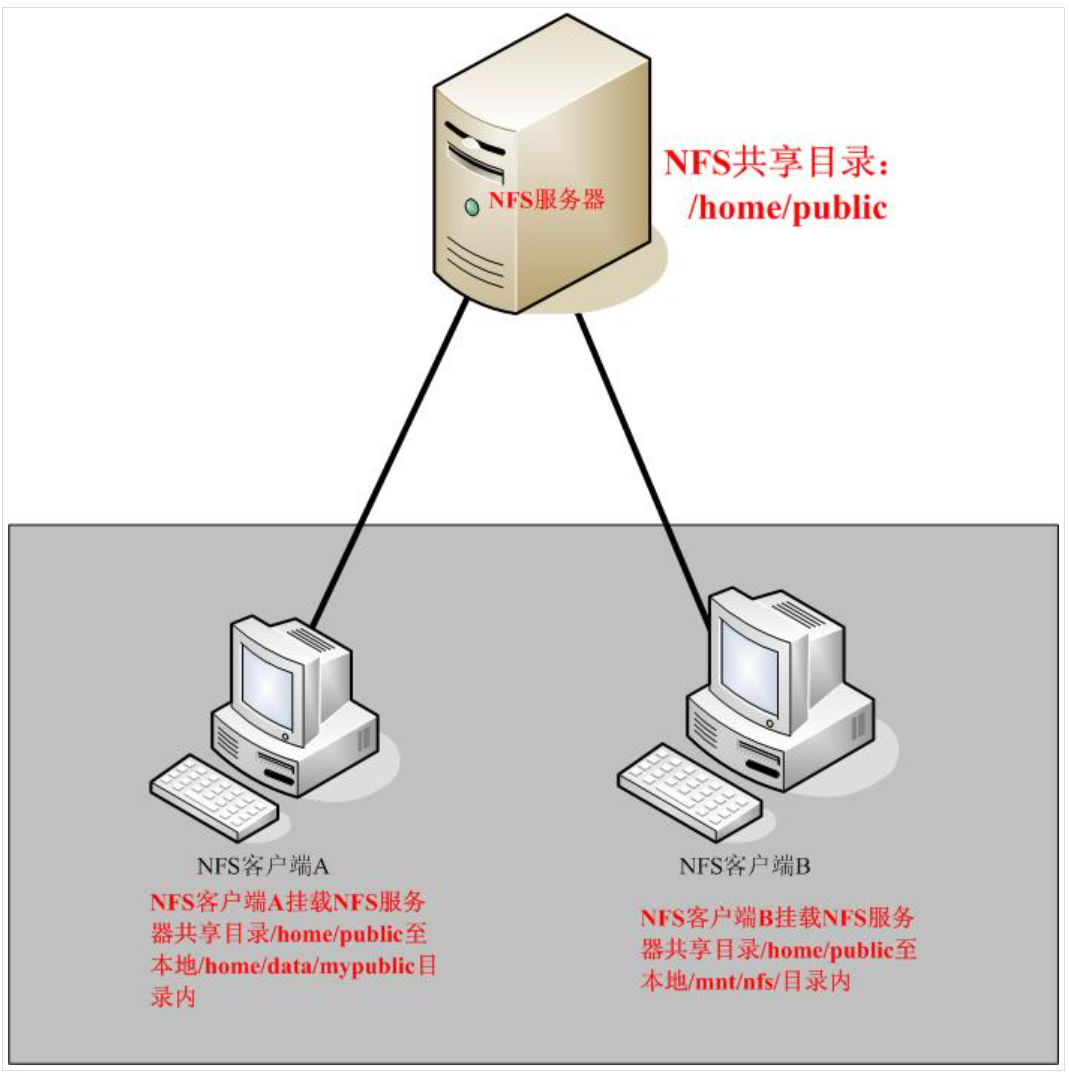 NFS共享目录：
/home/public
NFS服务器
NFS客户端A
NFS客户端A挂载NFS服务
器共享目录/home/public至
本地/home/data/mypublic目
录内
NFS客户端B
NFS客户端B挂载NFS服务
器共享目录/home/public至
本地/mnt/nfs/目录内